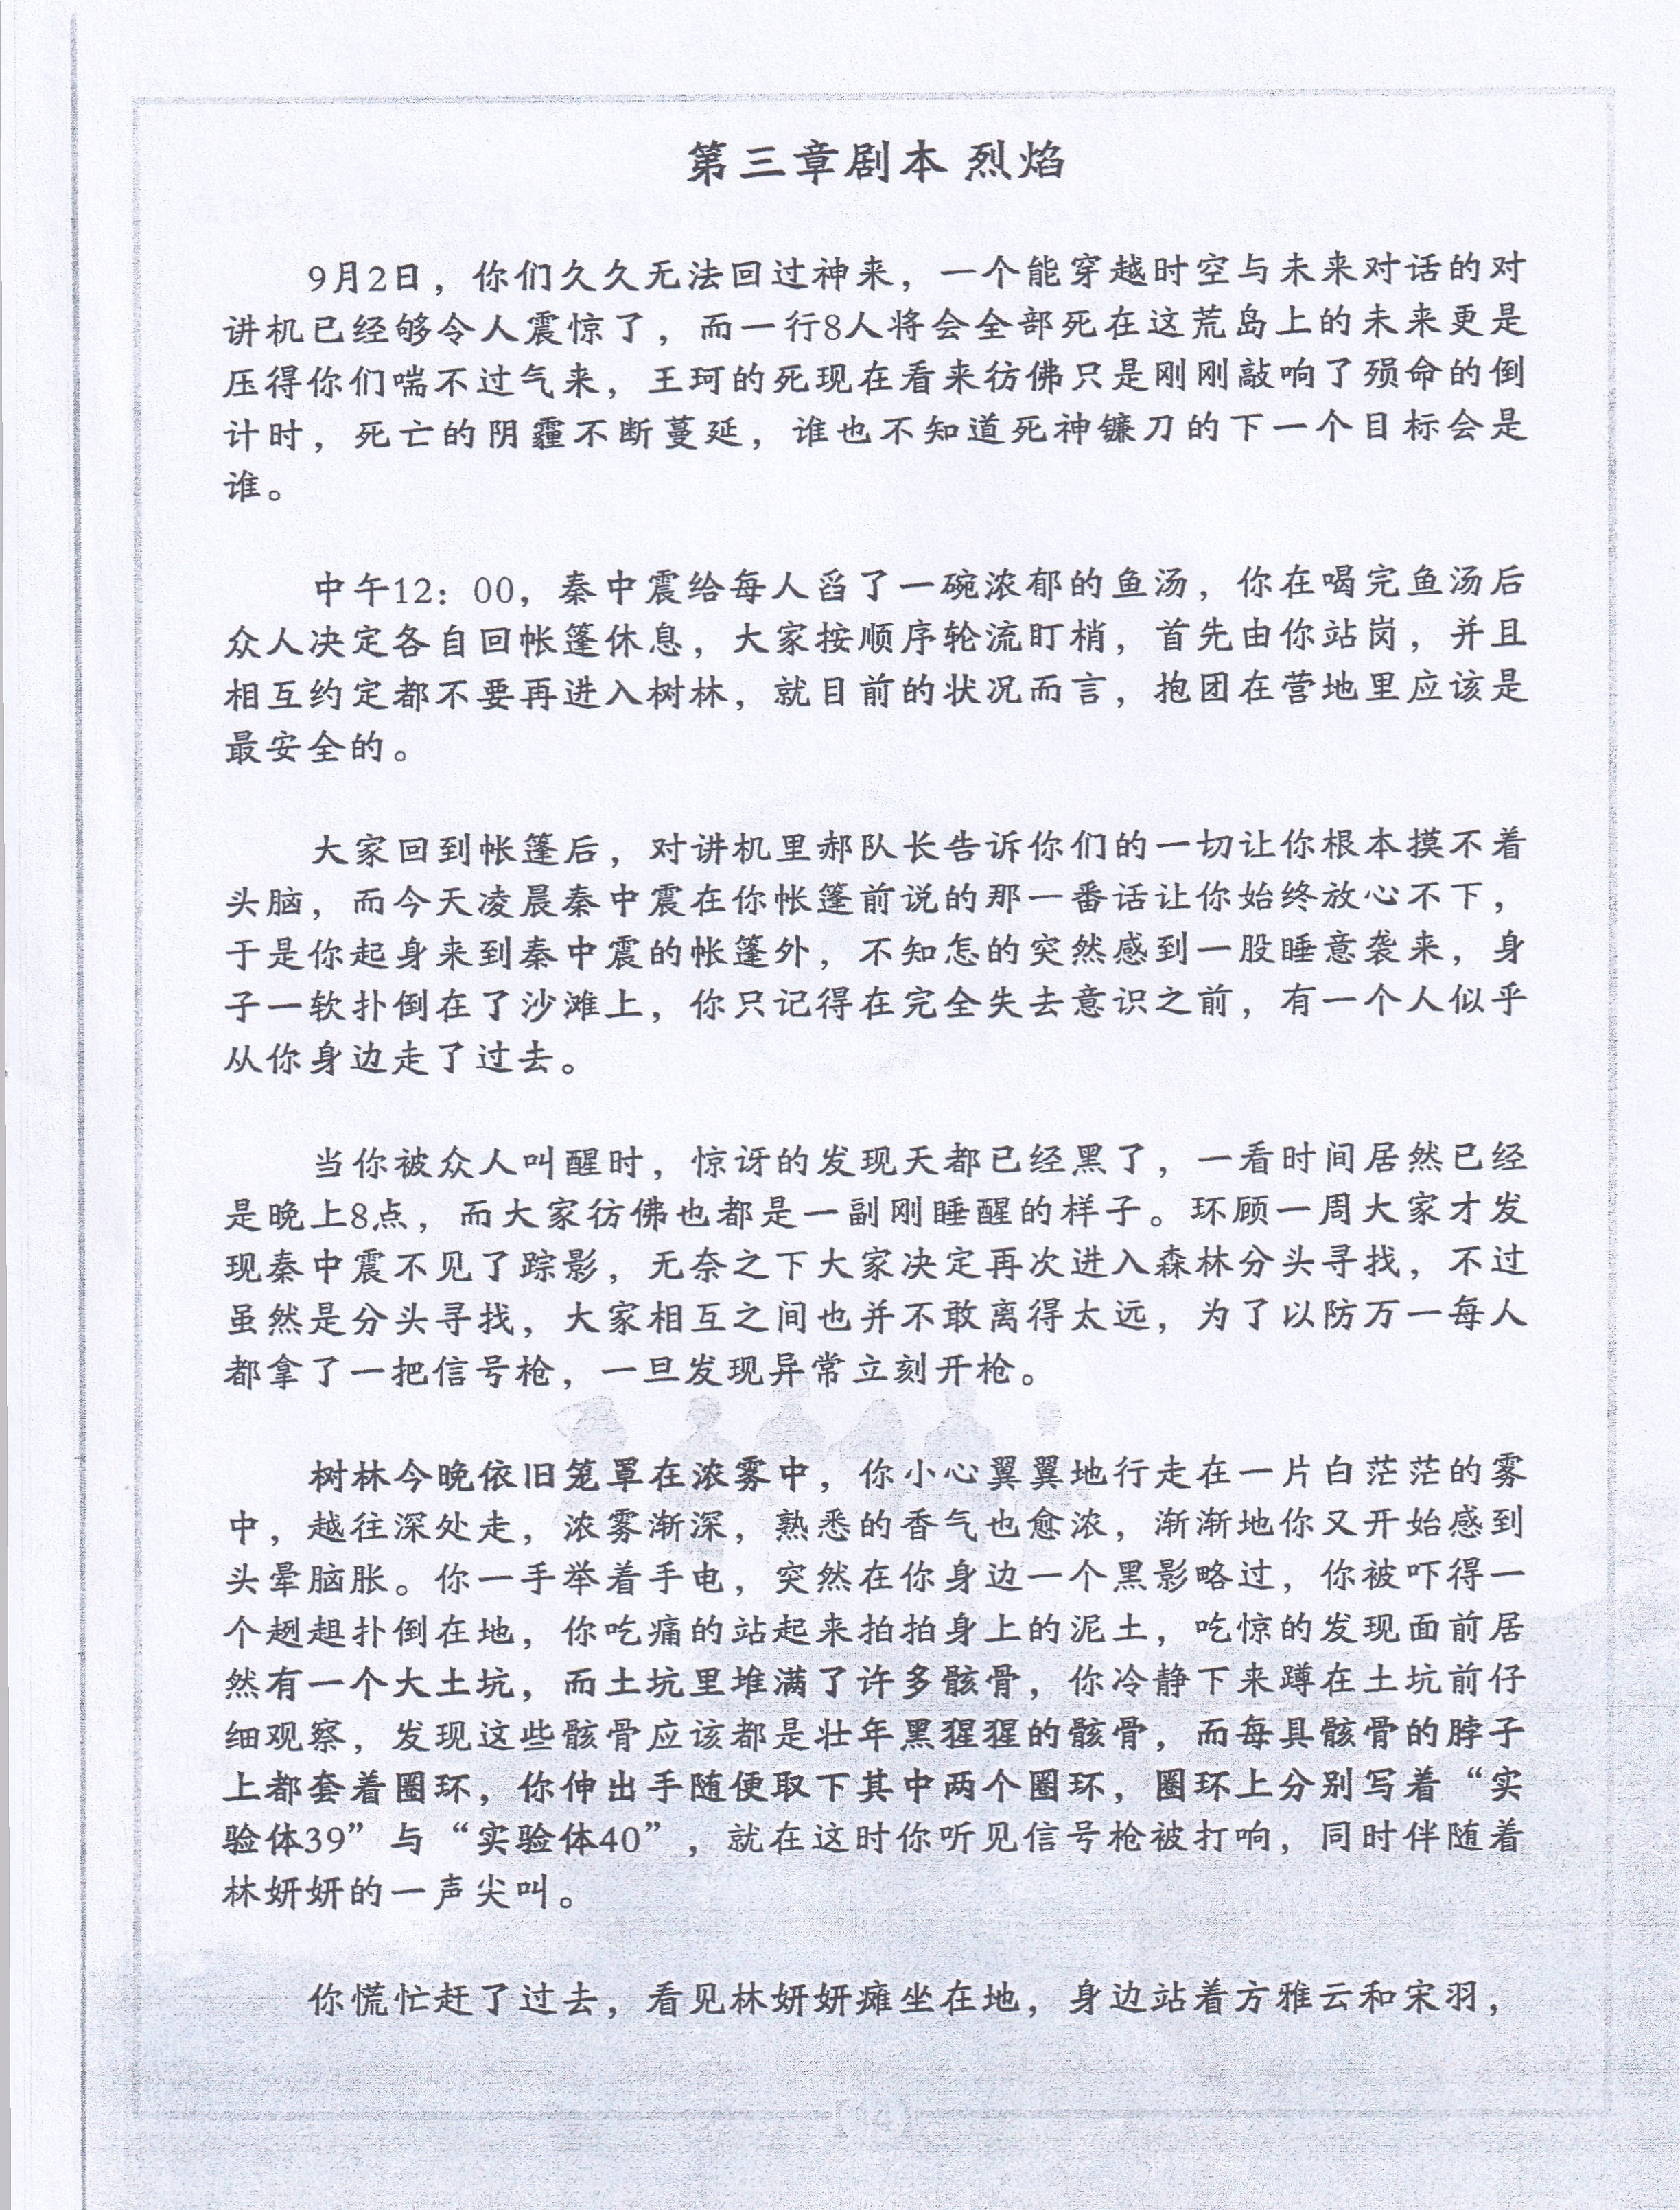 第三章剧本 烈焰
9月2日，你们久久无法回过神来，一个能穿越时空与未来对话的对
讲机已经够令人震惊了，而一行8人将会全部死在这荒岛上的未来更是
压得你们喘不过气来，王珂的死现在看来彷佛只是刚刚敲响了殒命的倒
计时，死亡的阴霾不断蔓延，谁也不知道死神镰刀的下一个目标会是
谁。
中午12：00，秦中震给每人舀了一碗浓郁的鱼汤，你在喝完鱼汤后
众人决定各自回帐篷休息，大家按顺序轮流盯梢，首先由你站岗，并且
相互约定都不要再进入树林，就目前的状况而言，抱团在营地里应该是
最安全的。
大家回到帐篷后，对讲机里郝队长告诉你们的一切让你根本摸不着
头脑，而今天凌晨秦中震在你帐篷前说的那一番话让你始终放心不下，
于是你起身来到秦中震的帐篷外，不知怎的突然感到一股睡意袭来，身
子一软扑倒在了沙滩上，你只记得在完全失去意识之前，有一个人似乎
从你身边走了过去。
当你被众人叫醒时，惊讶的发现天都已经黑了，一看时间居然已经
是晚上8点，而大家彷佛也都是一副刚睡醒的样子。环顾一周大家才发
现秦中震不见了踪影，无奈之下大家决定再次进入森林分头寻找，不过
虽然是分头寻找，大家相互之间也并不敢离得太远，为了以防万一每人
都拿了一把信号枪，一旦发现异常立刻开枪。
树林今晚依旧笼罩在浓雾中，你小心翼翼地行走在一片白茫茫的雾
中，越往深处走，浓雾渐深，熟悉的香气也愈浓，渐渐地你又开始感到
头晕脑胀。你一手举着手电，突然在你身边一个黑影略过，你被吓得一
个趔趄扑倒在地，你吃痛的站起来拍拍身上的泥土，吃惊的发现面前居
然有一个大土坑，而土坑里堆满了许多骸骨，你冷静下来蹲在土坑前仔
细观察，发现这些骸骨应该都是壮年黑猩猩的骸骨，而每具骸骨的脖子
上都套着圈环，你伸出手随便取下其中两个圈环，圈环上分别写着“实
验体39”与“实验体40”，就在这时你听见信号枪被打响，同时伴随着
林妍妍的一声尖叫。
你慌忙赶了过去，看见林妍妍瘫坐在地，身边站着方雅云和宋羽，